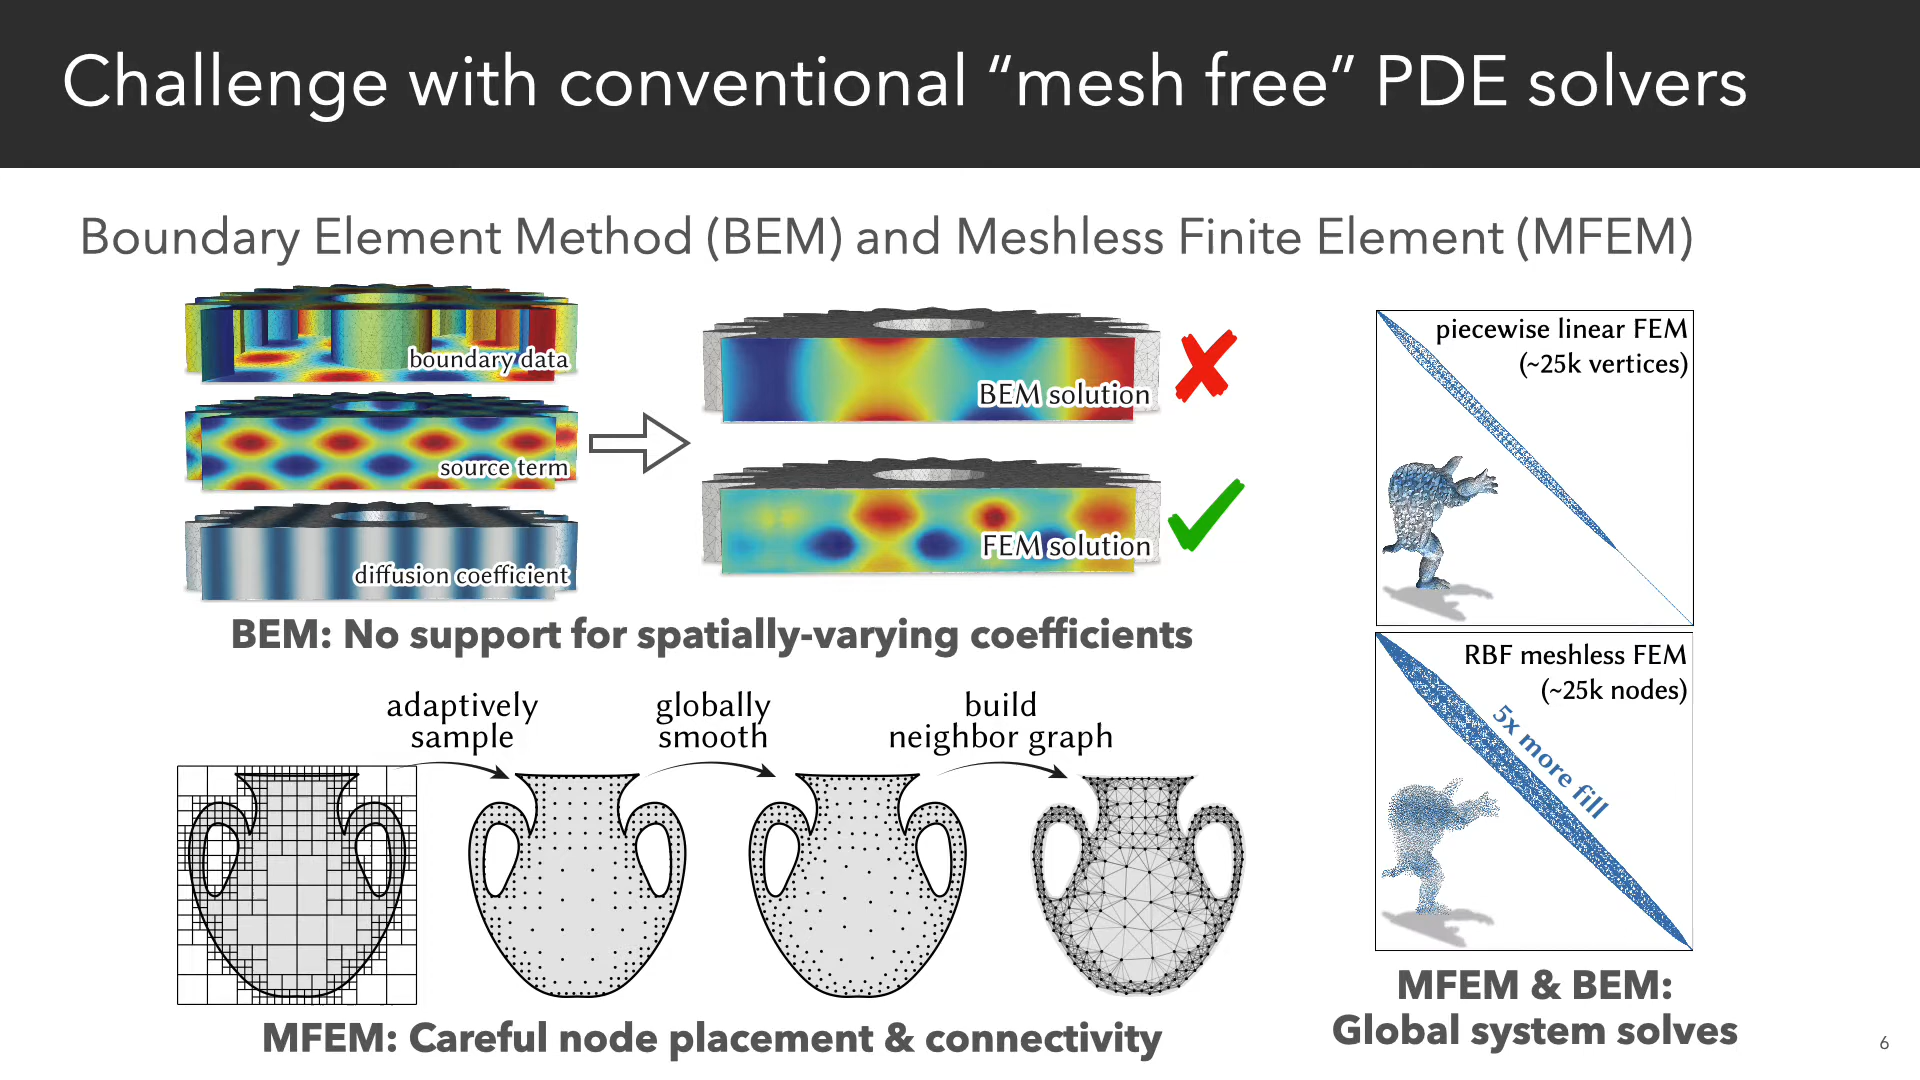 Challenge with conventional “mesh free” PDE solvers
Boundary Element Method (BEM) and Meshless Finite Element (MFEM)
boundary data
source term
diffusion coefficient
BEM solution
FEM solution
BEM: No support for spatially-varying coefficients
adaptively
sample
globally
smooth
build
neighbor graph
MFEM: Careful node placement & connectivity
piecewise linear FEM
(~25k vertices)
RBF meshless FEM
(~25k nodes)
5x more fill
MFEM & BEM:
Global system solves
6